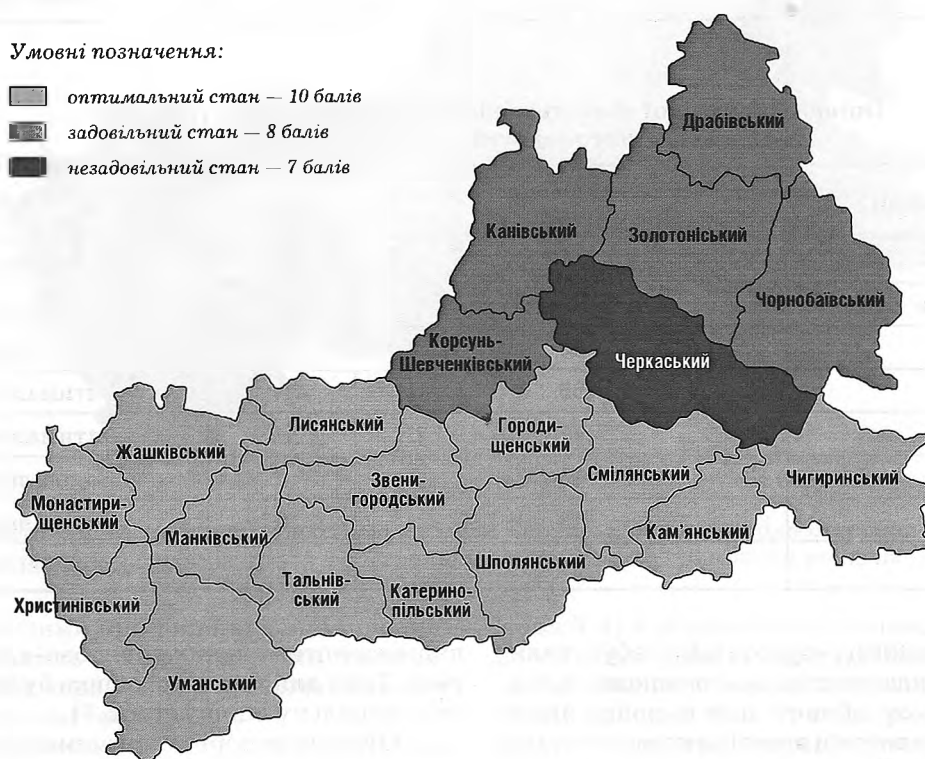 Умовні позначення:
оптимальний стан — 10 балів
задовільний стан — 8 балів
незадовільний стан — 7 балів
Драбівський
Канівський
Золотоніський
Чорнобаївський
Корсунь-
Шевченківський
Черкаський
Лисянський
Городи-
щенський
Жашківський
Звени-
городський
Смілянський
Чигиринський
Монастири-
щенський
Манківський
Кам'янський
Шполянський
Тальнів-
ський
Катерино-
пільський
Христинівський
Уманський